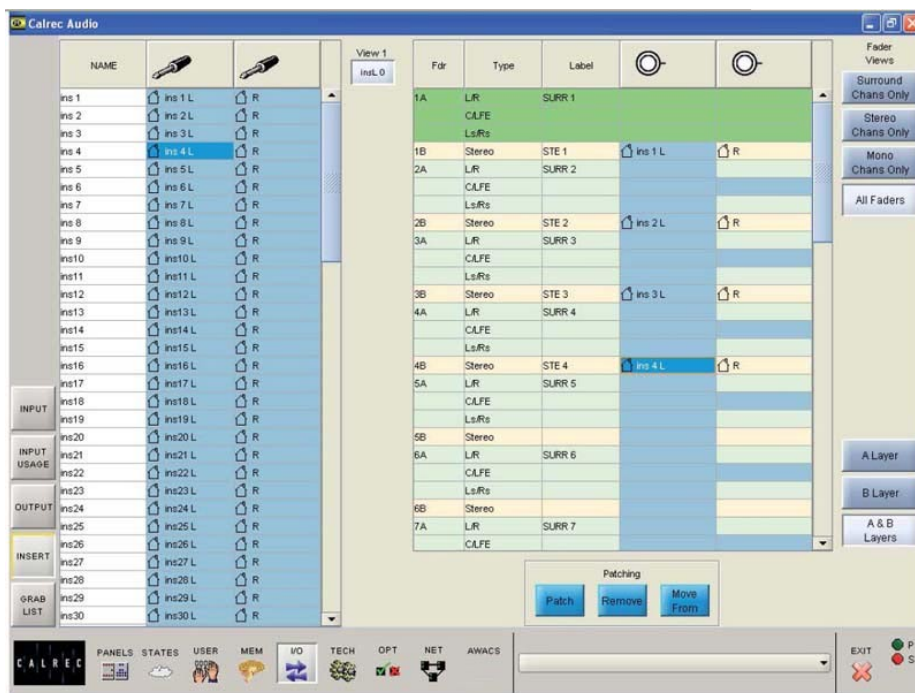 Calrec Audio
NAME
View 1
insL 0
Fdr Type Label
Fader Views
Surround Chans Only
Stereo Chans Only
Mono Chans Only
All Faders
A Layer
B Layer
A & B Layers
ins 1 ins 1 L R
ins 2 ins 2 L R
ins 3 ins 3 L R
ins 4 ins 4 L R
ins 5 ins 5 L R
ins 6 ins 6 L R
ins 7 ins 7 L R
ins 8 ins 8 L R
ins 9 ins 9 L R
ins10 ins10 L R
ins11 ins11 L R
ins12 ins12 L R
ins13 ins13 L R
ins14 ins14 L R
ins15 ins15 L R
ins16 ins16 L R
ins17 ins17 L R
ins18 ins18 L R
ins19 ins19 L R
ins20 ins20 L R
ins21 ins21 L R
ins22 ins22 L R
ins23 ins23 L R
ins24 ins24 L R
ins25 ins25 L R
ins26 ins26 L R
ins27 ins27 L R
ins28 ins28 L R
ins29 ins29 L R
ins30 ins30 L R
1A L/R SURR 1
C/LFE
Ls/Rs
1B Stereo STE 1 ins 1 L R
2A L/R SURR 2
C/LFE
Ls/Rs
2B Stereo STE 2 ins 2 L R
3A L/R SURR 3
C/LFE
Ls/Rs
3B Stereo STE 3 ins 3 L R
4A L/R SURR 4
C/LFE
Ls/Rs
4B Stereo STE 4 ins 4 L R
5A L/R SURR 5
C/LFE
Ls/Rs
5B Stereo
6A L/R SURR 6
C/LFE
Ls/Rs
6B Stereo
7A L/R SURR 7
C/LFE
INPUT
INPUT USAGE
OUTPUT
INSERT
GRAB LIST
Patching
Patch Remove Move From
CALREC
PANELS STATES USER MEM I/O TECH OPT NET AWACS
EXIT
P
S